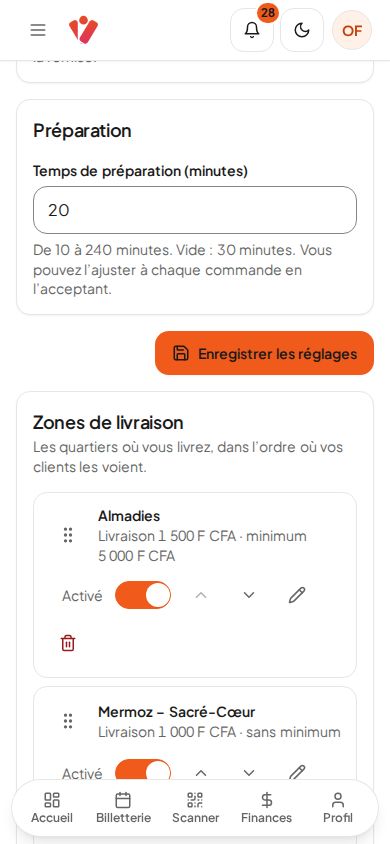 28
OF
Préparation
Temps de préparation (minutes)
20
De 10 à 240 minutes. Vide : 30 minutes. Vous
pouvez l'ajuster à chaque commande en
l'acceptant.
Enregistrer les réglages
Zones de livraison
Les quartiers où vous livrez, dans l'ordre où vos
clients les voient.
Almadies
Livraison 1 500 F CFA · minimum
5 000 F CFA
Activé
Mermoz – Sacré-Cœur
Livraison 1 000 F CFA · sans minimum
Activé
Accueil
Billetterie
Scanner
Finances
Profil